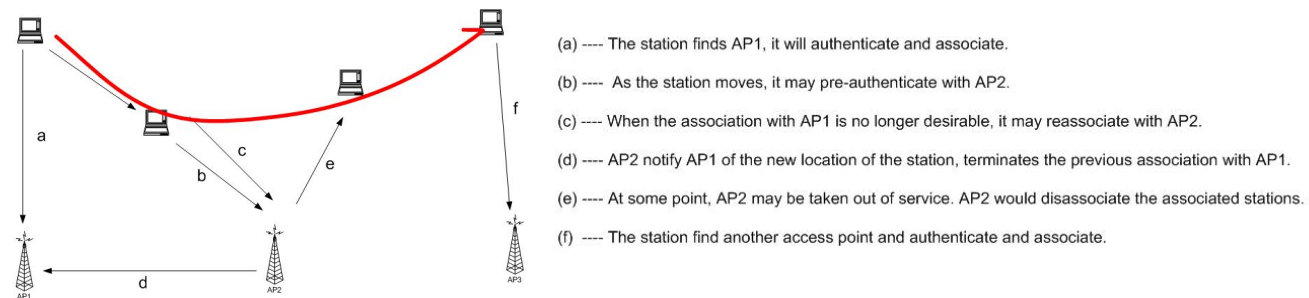 (a) ---- The station finds AP1, it will authenticate and associate.
(b) ---- As the station moves, it may pre-authenticate with AP2.
(c) ---- When the association with AP1 is no longer desirable, it may reassociate with AP2.
(d) ---- AP2 notify AP1 of the new location of the station, terminates the previous association with AP1.
(e) ---- At some point, AP2 may be taken out of service. AP2 would disassociate the associated stations.
(f) ---- The station find another access point and authenticate and associate.
a
b
c
e
f
d
AP1
AP2
AP3